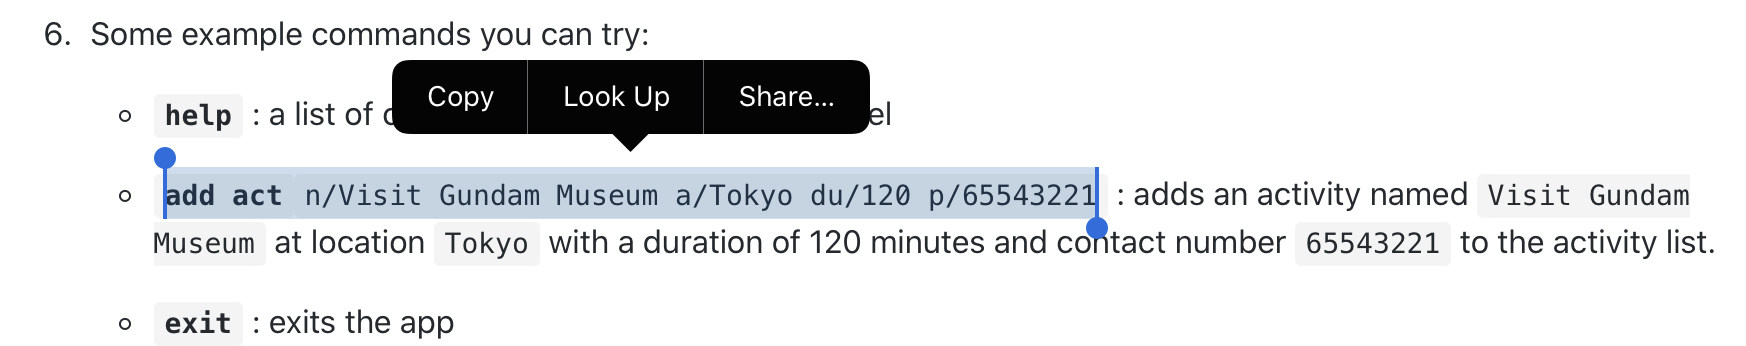 6. Some example commands you can try:
Copy Look Up Share...
help : a list of el
add act n/Visit Gundam Museum a/Tokyo du/120 p/65543221 : adds an activity named Visit Gundam
Museum at location Tokyo with a duration of 120 minutes and contact number 65543221 to the activity list.
exit : exits the app